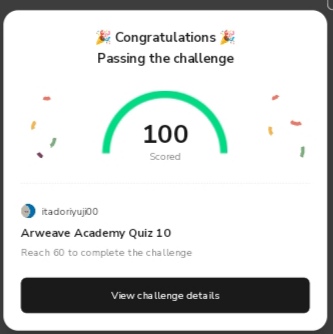 🎉 Congratulations 🎉
Passing the challenge
100
Scored
itadoriyuji00
Arweave Academy Quiz 10
Reach 60 to complete the challenge
View challenge details